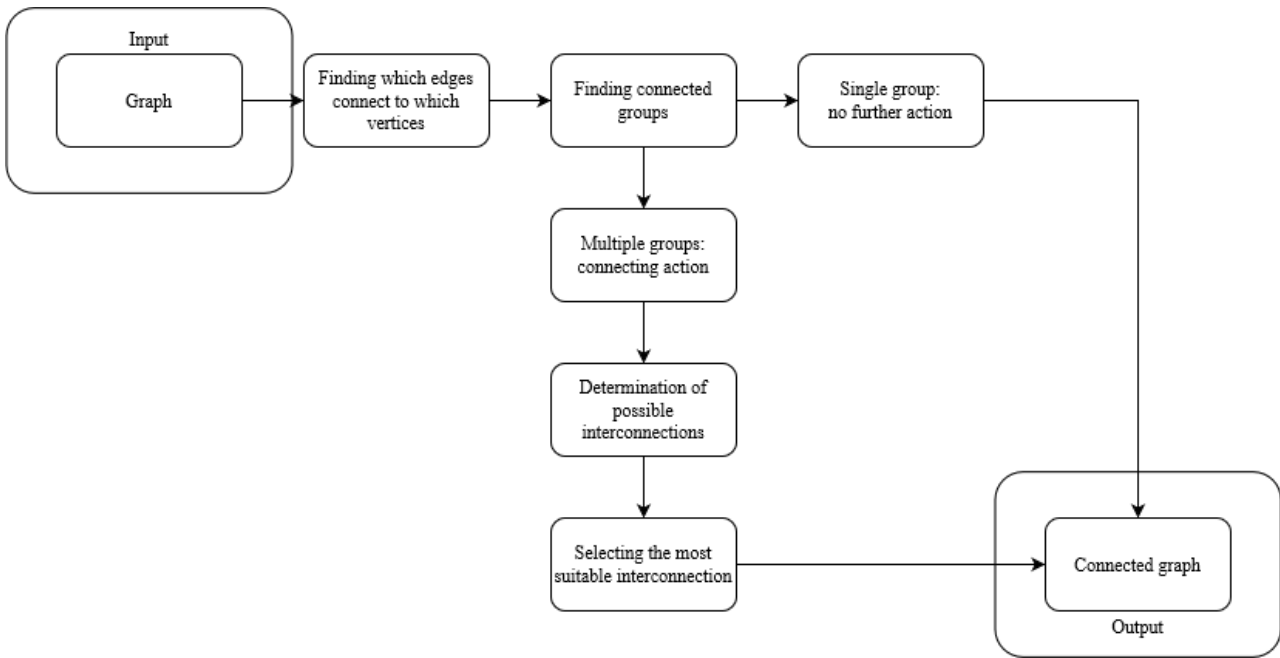 Input
Graph
Finding which edges
connect to which
vertices
Finding connected
groups
Single group:
no further action
Multiple groups:
connecting action
Determination of
possible
interconnections
Selecting the most
suitable interconnection
Connected graph
Output